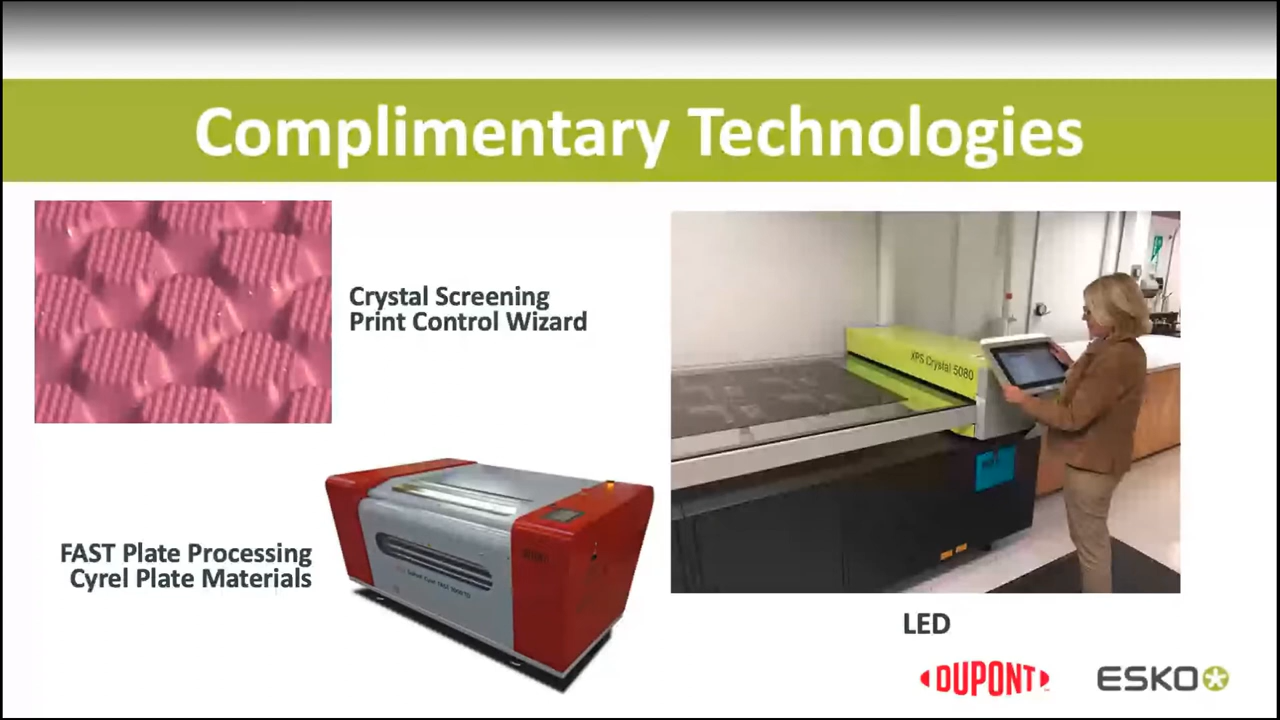 Complimentary Technologies
Crystal Screening
Print Control Wizard
XPS Crystal 5080
FAST Plate Processing
Cyrel Plate Materials
LED
DUPONT
ESKO